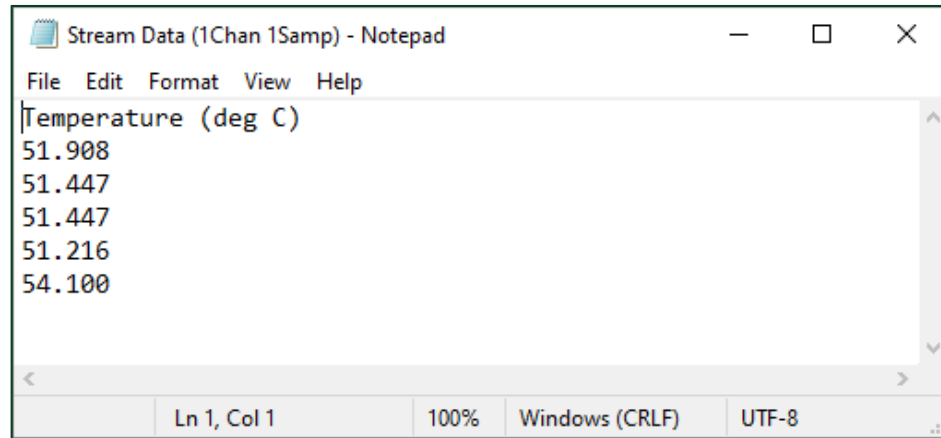 Stream Data (1Chan 1Samp) - Notepad
File Edit Format View Help
Temperature (deg C)
51.908
51.447
51.447
51.216
54.100
Ln 1, Col 1 100% Windows (CRLF) UTF-8